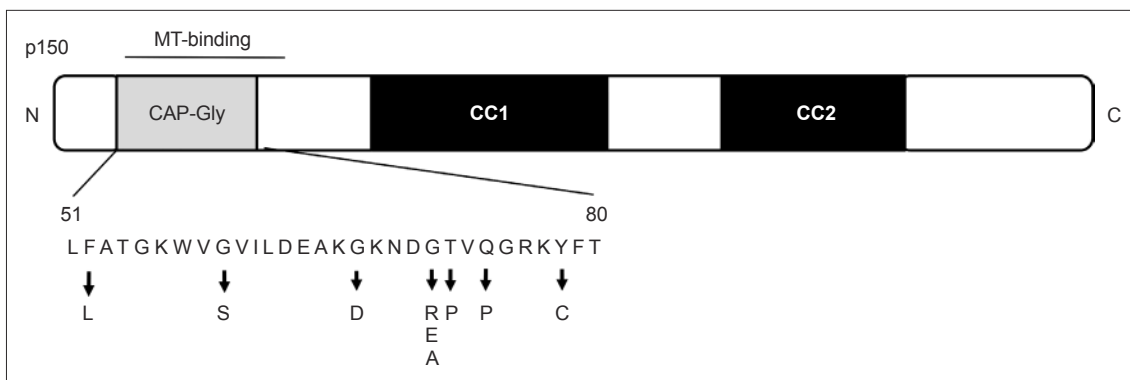 MT-binding
p150
N CAP-Gly CC1 CC2 C
51 80
L F A T G K W V G V I L D E A K G K N D G T V Q G R K Y F T
L S D R P P C
E
A